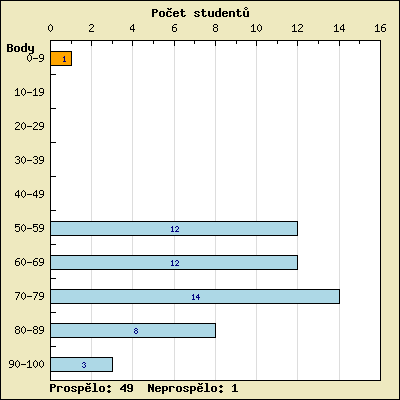 Počet studentů
0 2 4 6 8 10 12 14 16
Body
0-9 1
10-19
20-29
30-39
40-49
50-59 12
60-69 12
70-79 14
80-89 8
90-100 3
Prospělo: 49 Neprospělo: 1